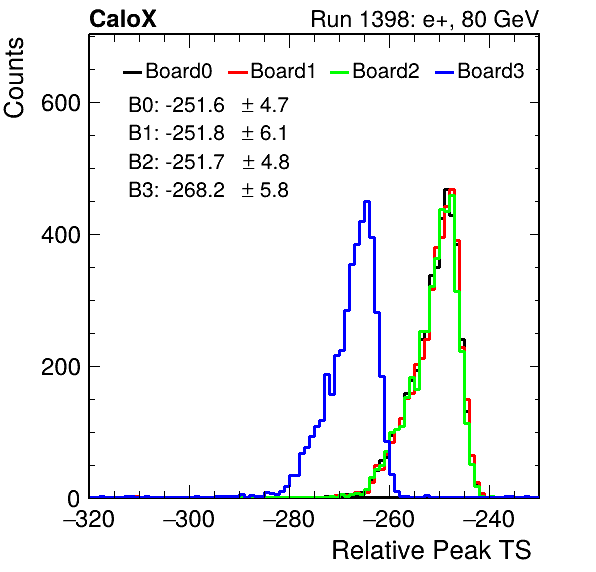 CaloX Run 1398: e+, 80 GeV
Counts
Board0 Board1 Board2 Board3
B0: -251.6 ± 4.7
B1: -251.8 ± 6.1
B2: -251.7 ± 4.8
B3: -268.2 ± 5.8
600
400
200
0
−320 −300 −280 −260 −240
Relative Peak TS